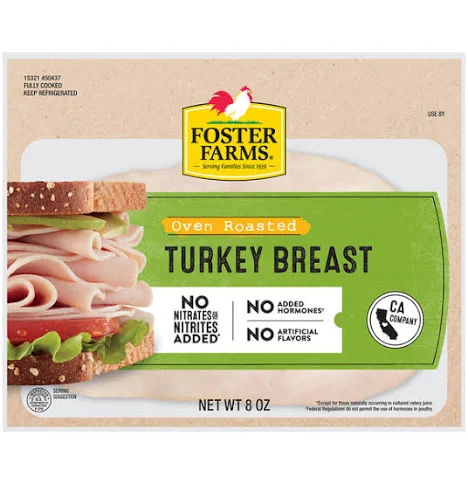 15321 450437
FULLY COOKED
KEEP REFRIGERATED
USE BY
FOSTER
FARMS®
Serving Families Since 1939
Oven Roasted
TURKEY BREAST
NO
NITRATES OR
NITRITES
ADDED*
NO ADDED
HORMONES†
NO ARTIFICIAL
FLAVORS
CA
COMPANY
SERVING
SUGGESTION
NET WT 8 OZ
*Except for those naturally occurring in cultured celery juice.
†Federal Regulations do not permit the use of hormones in poultry.